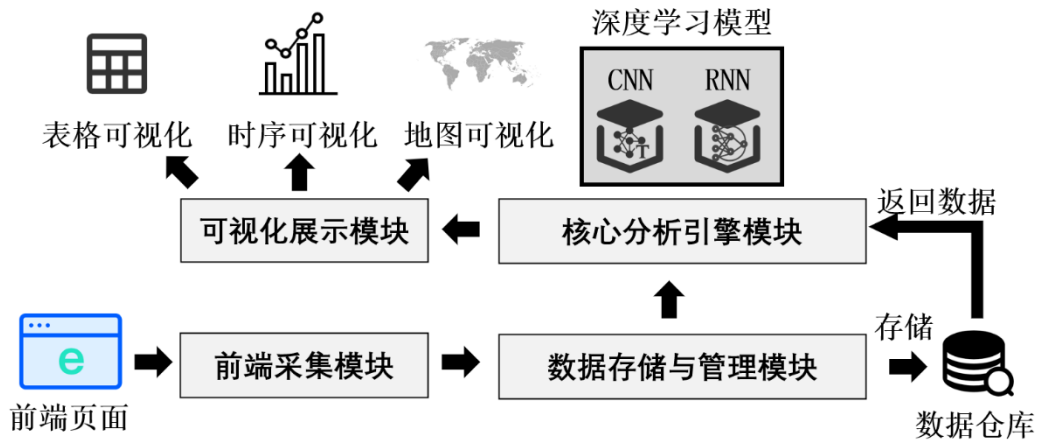 深度学习模型
CNN
RNN
T
表格可视化
时序可视化
地图可视化
返回数据
可视化展示模块
核心分析引擎模块
存储
e
前端采集模块
数据存储与管理模块
前端页面
数据仓库